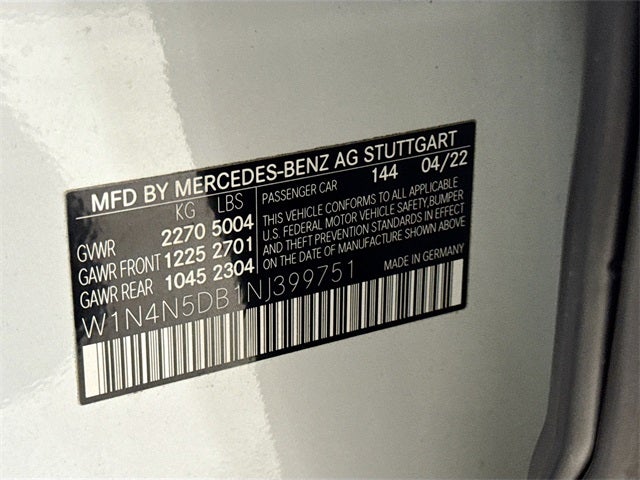 MFD BY MERCEDES-BENZ AG STUTTGART
KG LBS
GVWR 2270 5004
GAWR FRONT 1225 2701
GAWR REAR 1045 2304
PASSENGER CAR 144 04/22
THIS VEHICLE CONFORMS TO ALL APPLICABLE
U.S. FEDERAL MOTOR VEHICLE SAFETY,BUMPER
AND THEFT PREVENTION STANDARDS IN EFFECT
ON THE DATE OF MANUFACTURE SHOWN ABOVE
W1N4N5DB1NJ399751
MADE IN GERMANY